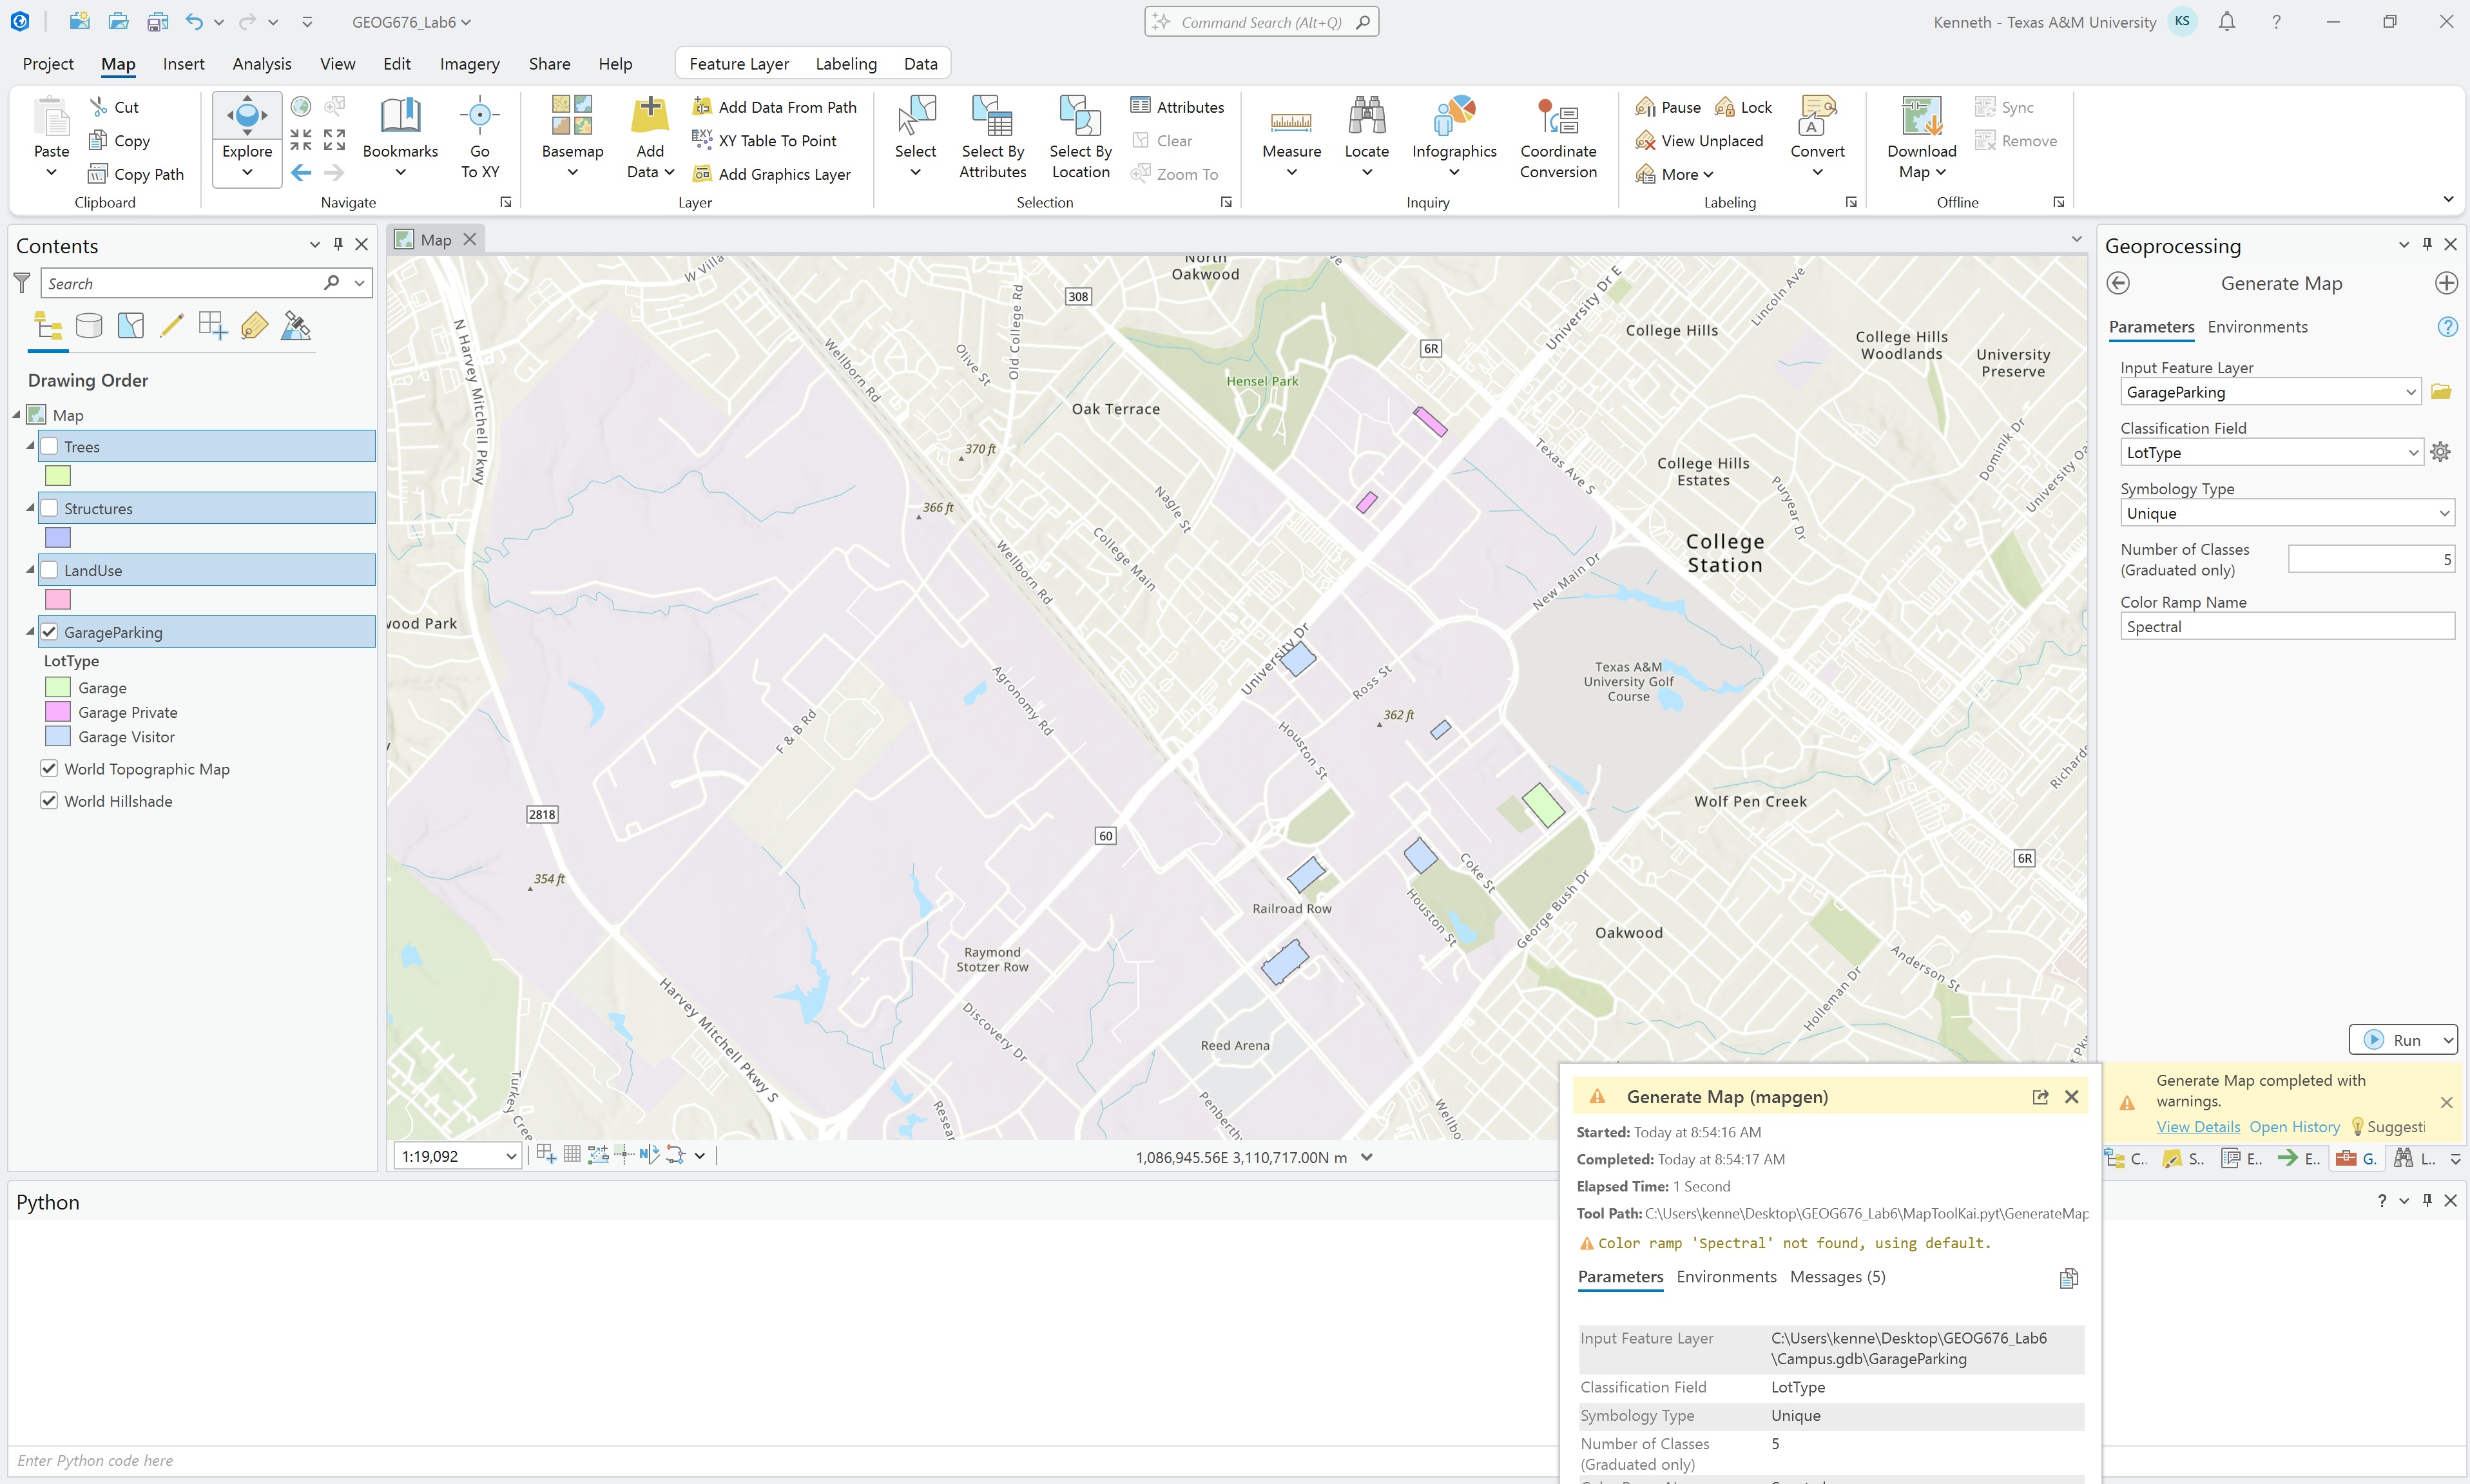 GEOG676_Lab6
Command Search (Alt+Q)
Kenneth - Texas A&M University
KS
?
Project
Map
Insert
Analysis
View
Edit
Imagery
Share
Help
Feature Layer
Labeling
Data
Paste
Cut
Copy
Copy Path
Clipboard
Explore
Bookmarks
Go
To XY
Navigate
Basemap
Add
Data
Add Data From Path
XY Table To Point
Add Graphics Layer
Layer
Select
Select By
Attributes
Select By
Location
Attributes
Clear
Zoom To
Selection
Measure
Locate
Infographics
Coordinate
Conversion
Inquiry
Pause
Lock
View Unplaced
More
Convert
Labeling
Download
Map
Sync
Remove
Offline
Contents
Search
Drawing Order
Map
Trees
Structures
LandUse
GarageParking
LotType
Garage
Garage Private
Garage Visitor
World Topographic Map
World Hillshade
Map
W Villa
North
Oakwood
308
N Harvey Mitchell Pkwy
Wellborn Rd
Olive St
Old College Rd
Hensel Park
6R
University Dr E
College Hills
Lincoln Ave
College Hills
Woodlands
University
Preserve
Oak Terrace
370 ft
366 ft
Nagle St
College Main
Wellborn Rd
Texas Ave S
College Hills
Estates
Puryear Dr
Dominik Dr
University Oa
College
Station
New Main Dr
wood Park
University Dr
Ross St
Texas A&M
University Golf
Course
Agronomy Rd
F & B Rd
Houston St
362 ft
Richards
2818
60
Wolf Pen Creek
6R
354 ft
Railroad Row
Coke St
Houston St
George Bush Dr
Oakwood
Anderson St
Holleman Dr
Raymond
Stotzer Row
Harvey Mitchell Pkwy S
Discovery Dr
Reed Arena
Turkey Cree
Resear
Penberthy
Wellbo
1:19,092
1,086,945.56E 3,110,717.00N m
Geoprocessing
Generate Map
Parameters
Environments
?
Input Feature Layer
GarageParking
Classification Field
LotType
Symbology Type
Unique
Number of Classes
(Graduated only)
5
Color Ramp Name
Spectral
Run
Generate Map completed with
warnings.
View Details
Open History
Suggesti
C..
S..
E..
E..
G.
L..
Generate Map (mapgen)
Started: Today at 8:54:16 AM
Completed: Today at 8:54:17 AM
Elapsed Time: 1 Second
Tool Path: C:\Users\kenne\Desktop\GEOG676_Lab6\MapToolKai.pyt\GenerateMap
Color ramp 'Spectral' not found, using default.
Parameters
Environments
Messages (5)
Input Feature Layer
C:\Users\kenne\Desktop\GEOG676_Lab6
\Campus.gdb\GarageParking
Classification Field
LotType
Symbology Type
Unique
Number of Classes
(Graduated only)
5
Python
?
Enter Python code here